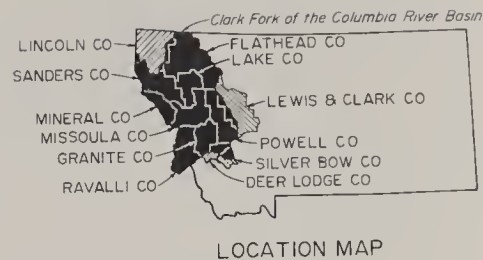 Clark Fork of the Columbia River Basin
LINCOLN CO
FLATHEAD CO
LAKE CO
SANDERS CO
LEWIS & CLARK CO
MINERAL CO
MISSOULA CO
POWELL CO
GRANITE CO
SILVER BOW CO
RAVALLI CO
DEER LODGE CO
LOCATION MAP